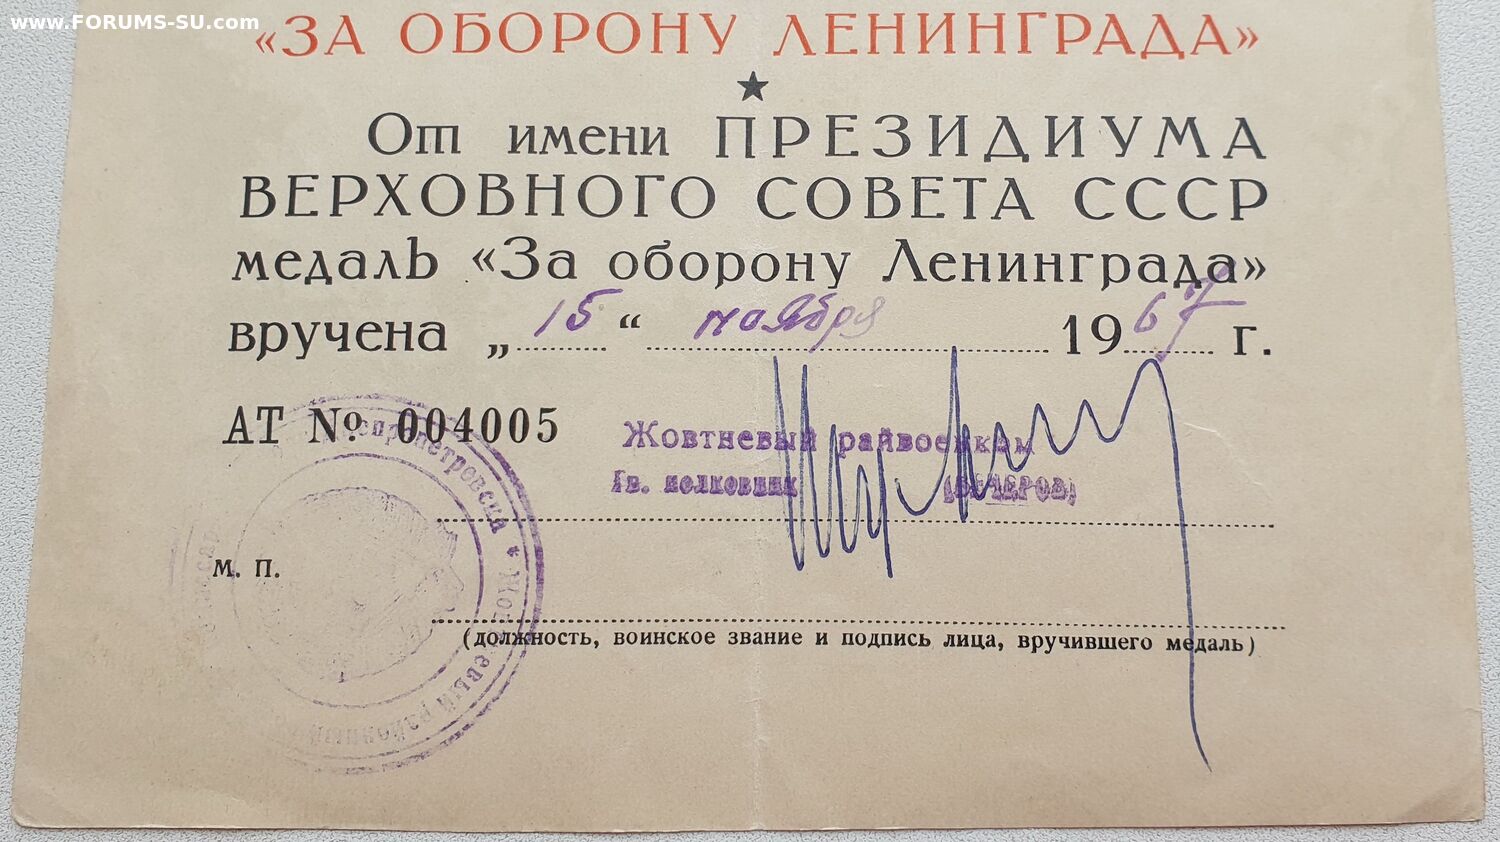 www.FORUMS-SU.com
«ЗА ОБОРОНУ ЛЕНИНГРАДА»
От имени ПРЕЗИДИУМА
ВЕРХОВНОГО СОВЕТА СССР
медаль «За оборону Ленинграда»
вручена „ 15 “ ноября 1967 г.
АТ № 004005
Жовтневый райвоенком
Гв. полковник
м. п.
(должность, воинское звание и подпись лица, вручившего медаль)